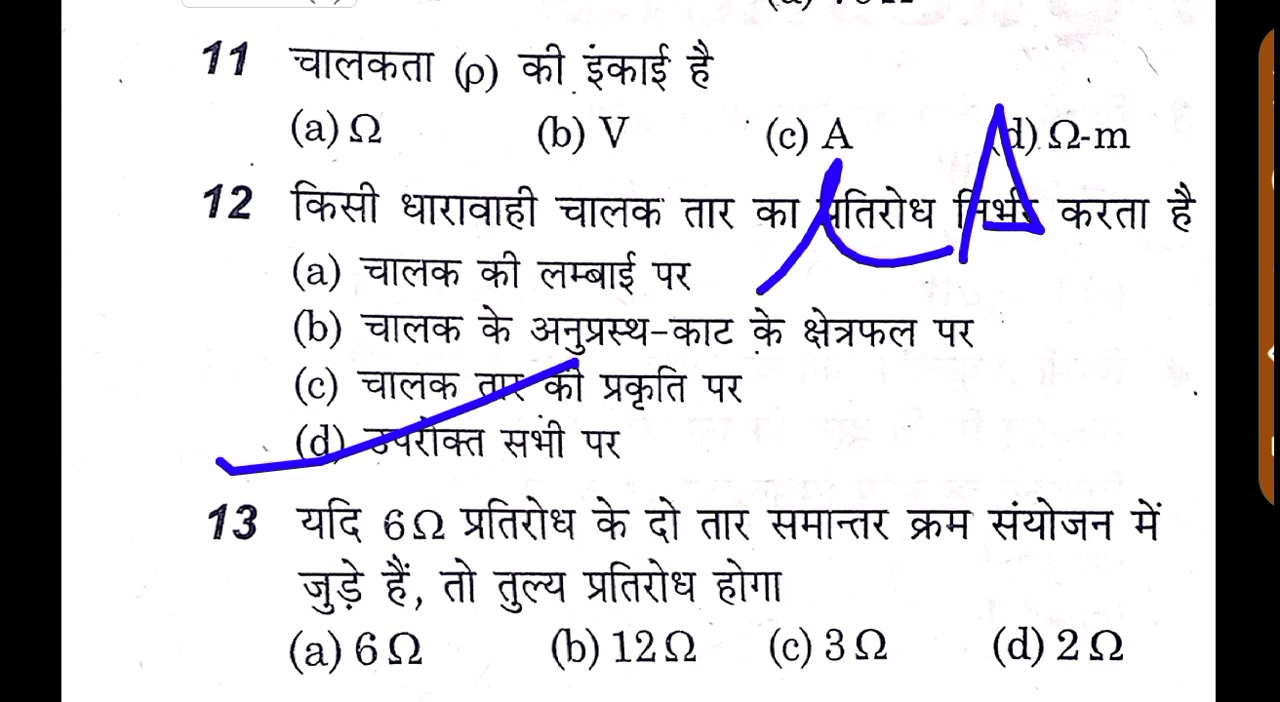 11 चालकता (ρ) की इंकाई है
(a) Ω (b) V (c) A (d) Ω-m
12 किसी धारावाही चालक तार का प्रतिरोध निर्भर करता है
(a) चालक की लम्बाई पर
(b) चालक के अनुप्रस्थ-काट के क्षेत्रफल पर
(c) चालक तार की प्रकृति पर
(d) उपरोक्त सभी पर
13 यदि 6Ω प्रतिरोध के दो तार समान्तर क्रम संयोजन में
जुड़े हैं, तो तुल्य प्रतिरोध होगा
(a) 6Ω (b) 12Ω (c) 3Ω (d) 2Ω